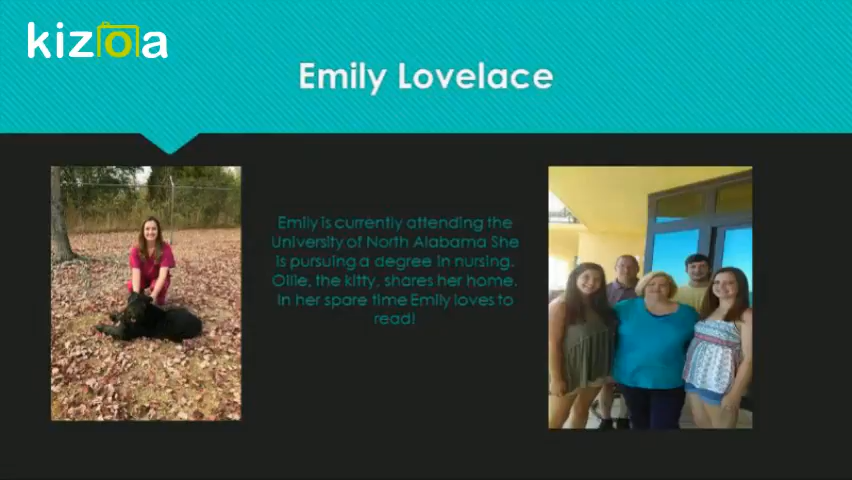 kizoa
Emily Lovelace
Emily is currently attending the
University of North Alabama She
is pursuing a degree in nursing.
Ollie, the kitty, shares her home.
In her spare time Emily loves to
read!